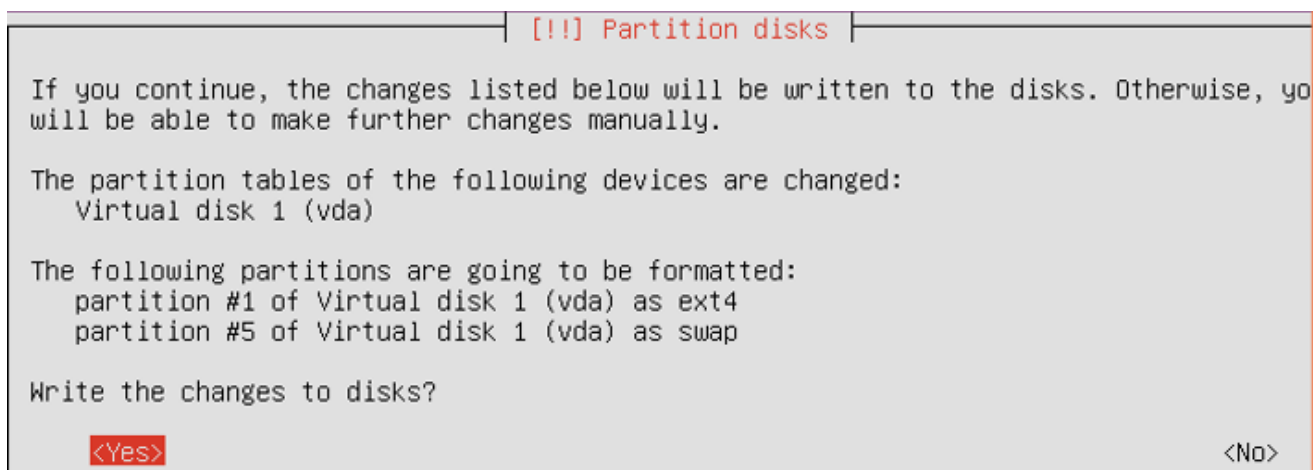 [!!] Partition disks
If you continue, the changes listed below will be written to the disks. Otherwise, yo
will be able to make further changes manually.
The partition tables of the following devices are changed:
Virtual disk 1 (vda)
The following partitions are going to be formatted:
partition #1 of Virtual disk 1 (vda) as ext4
partition #5 of Virtual disk 1 (vda) as swap
Write the changes to disks?
<Yes> <No>